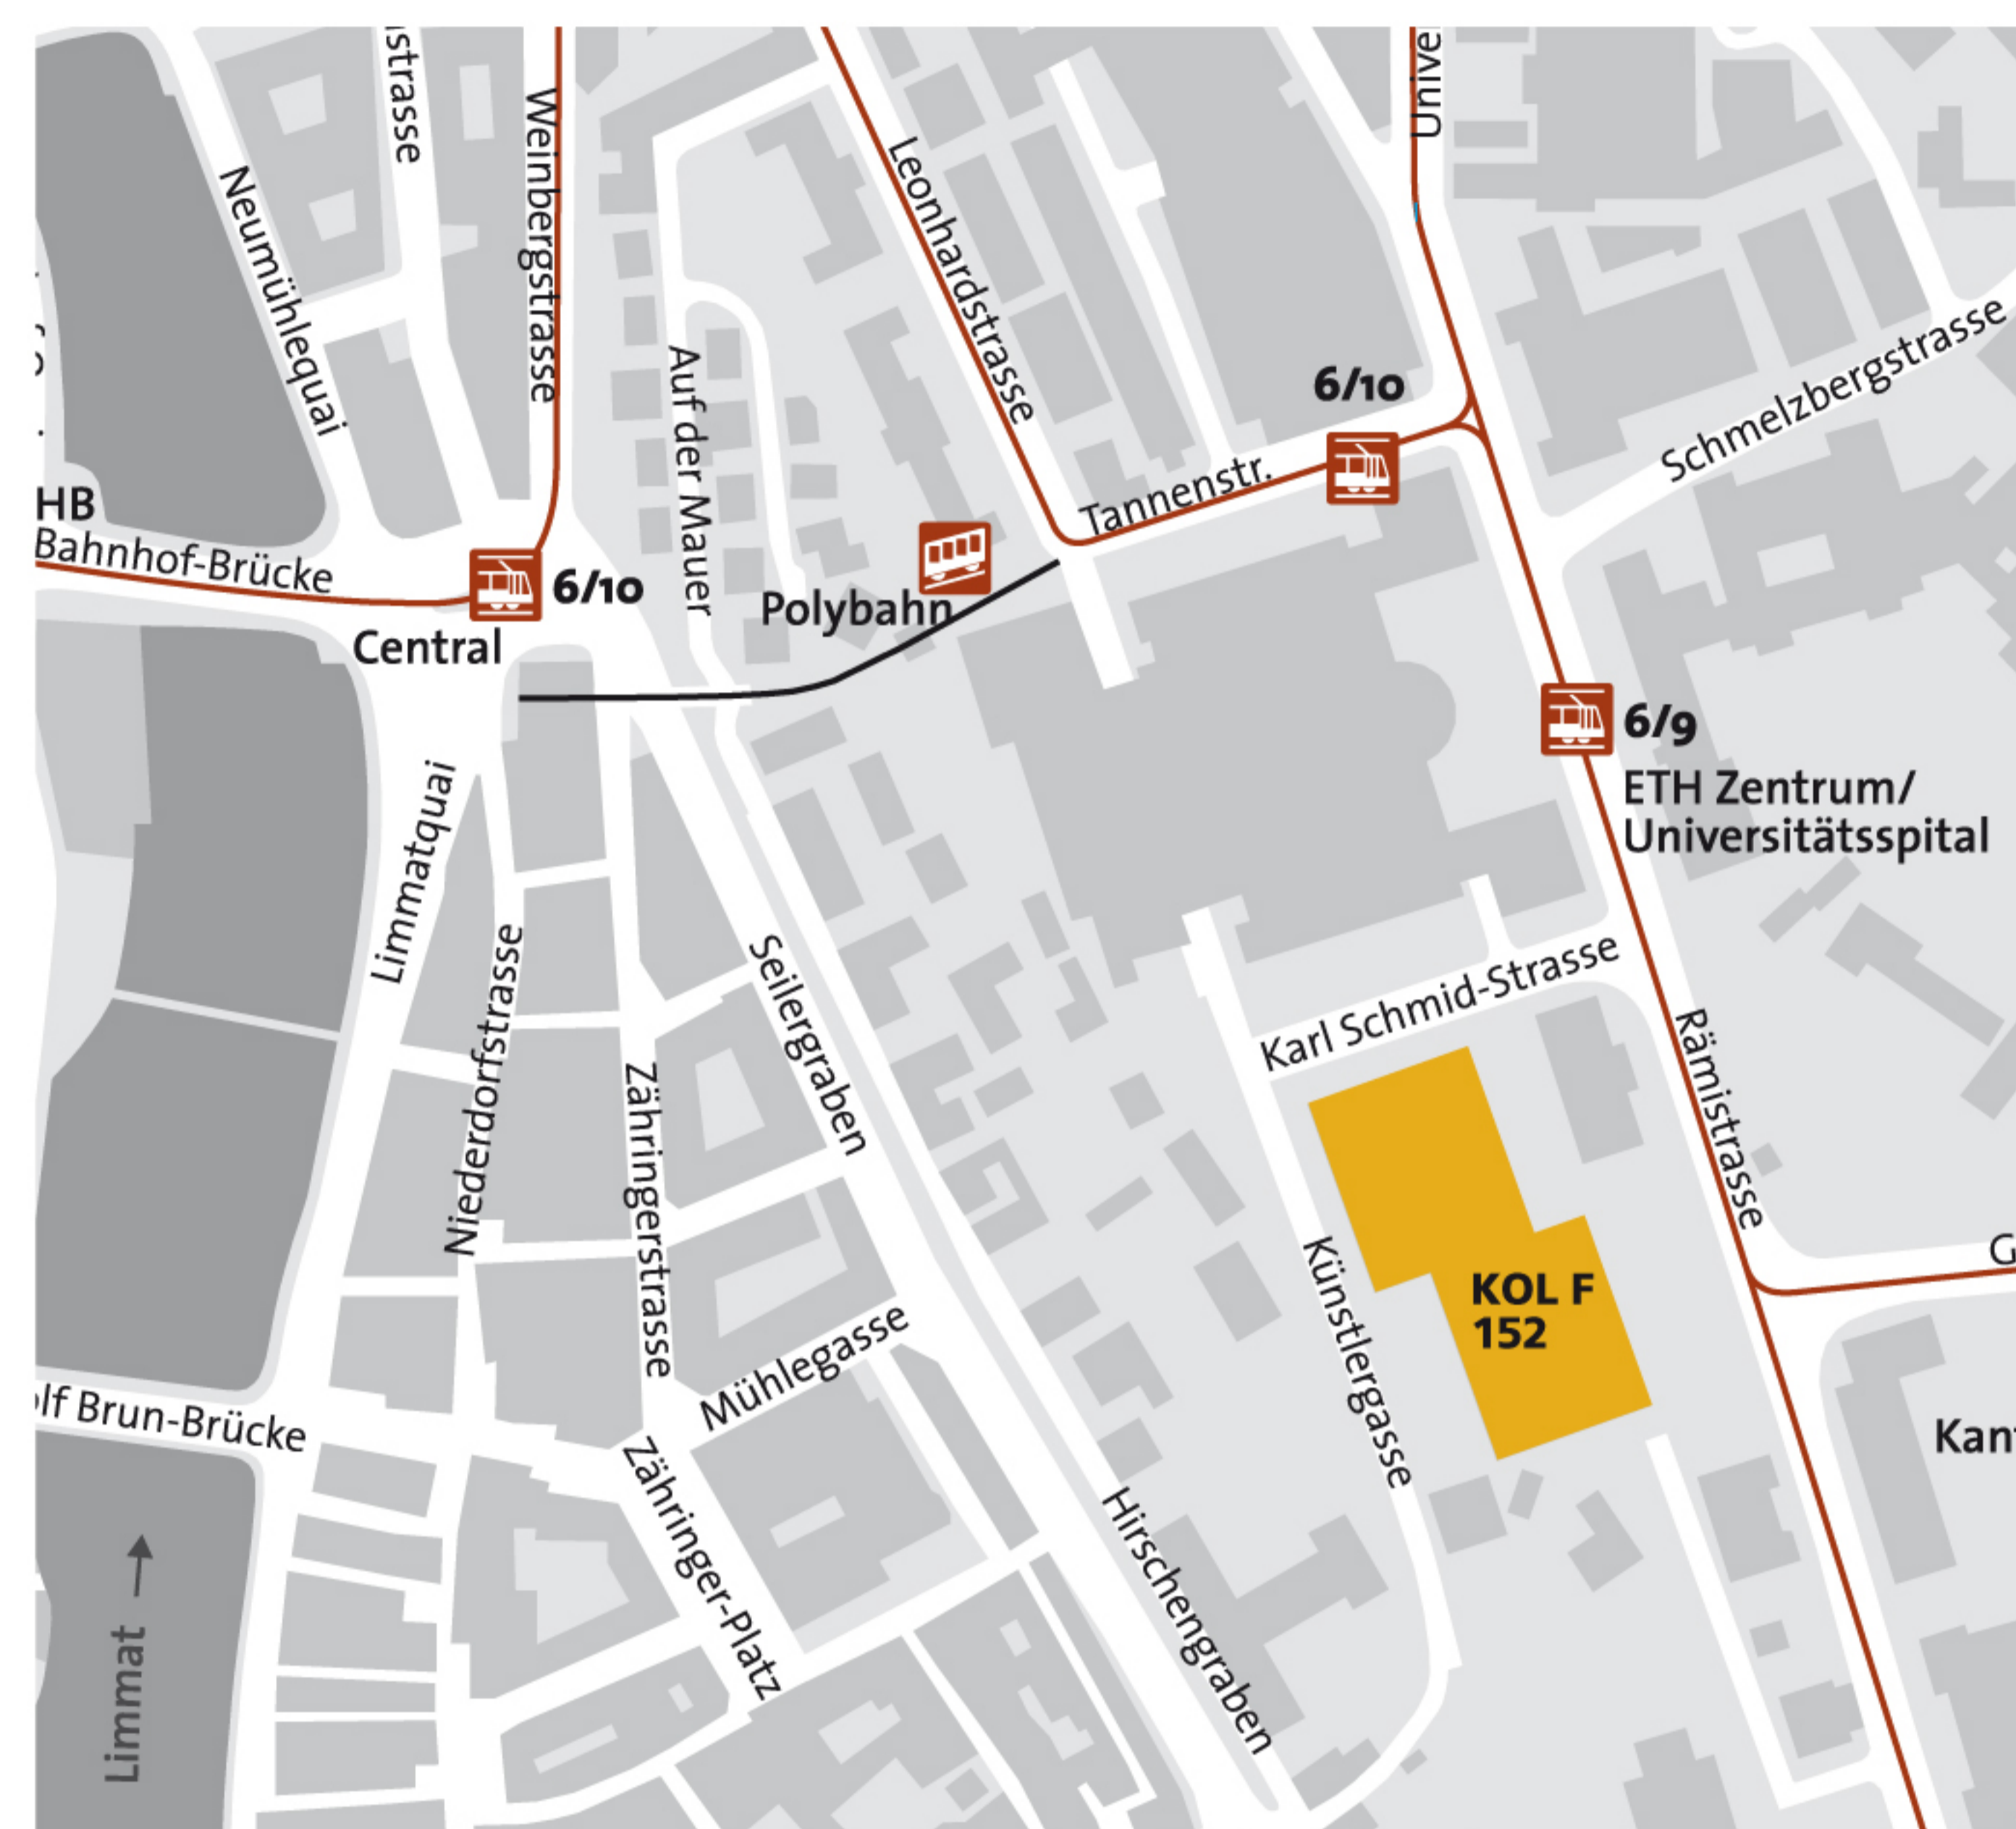 strasse
Weinbergstrasse
Neumühlequai
Leonhardstrasse
Auf der Mauer
6/10
Tannenstr.
Schmelzbergstrasse
HB
Bahnhof-Brücke
6/10
Central
Polybahn
6/9
ETH Zentrum/
Universitätsspital
Limmatquai
Niederdorfstrasse
Zähringerstrasse
Seilergraben
Karl Schmid-Strasse
Rämistrasse
Künstlergasse
KOL F
152
Mühlegasse
lf Brun-Brücke
Zähringer-Platz
Hirschengraben
Limmat →